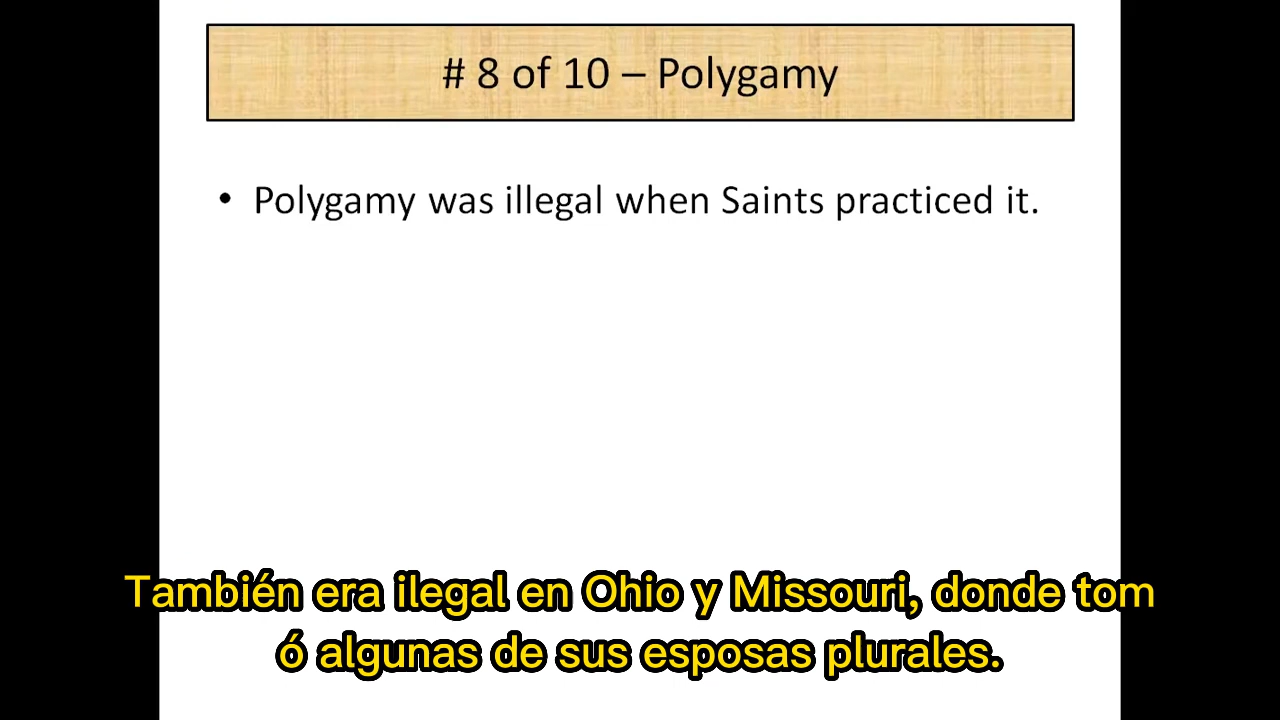 # 8 of 10 – Polygamy
• Polygamy was illegal when Saints practiced it.
También era ilegal en Ohio y Missouri, donde tom
ó algunas de sus esposas plurales.